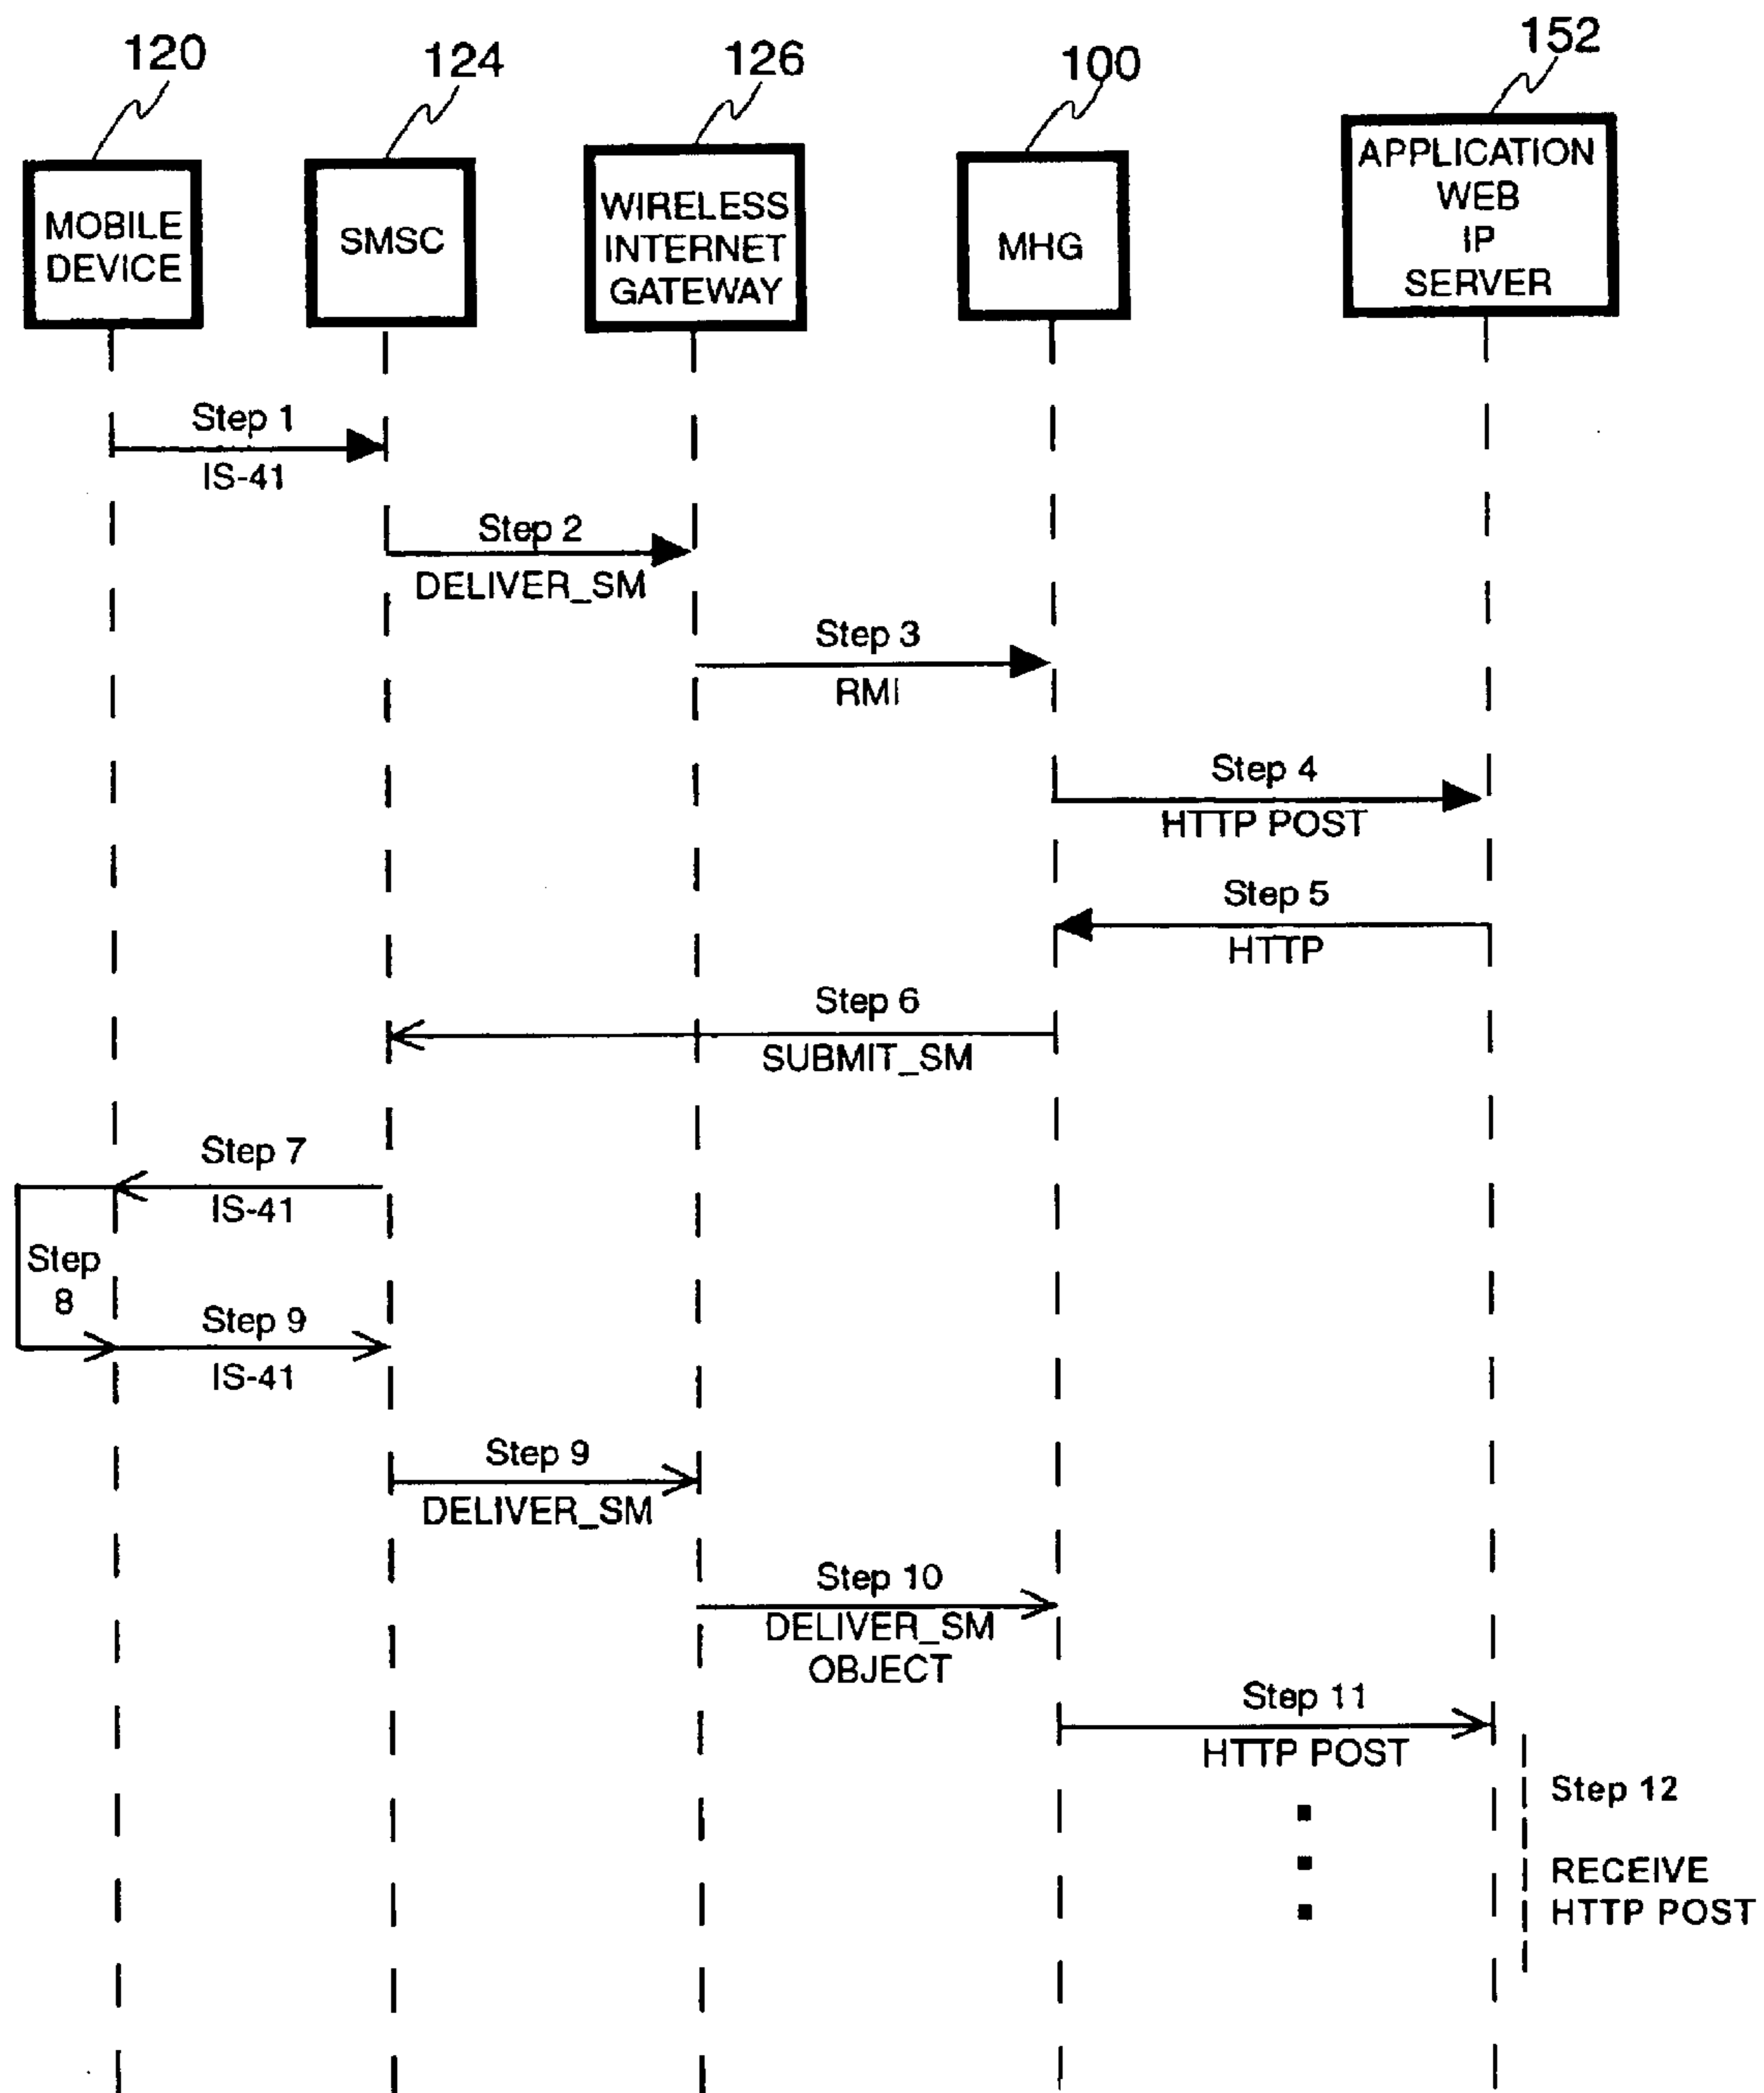 120
124
126
100
152
MOBILE
DEVICE
SMSC
WIRELESS
INTERNET
GATEWAY
MHG
APPLICATION
WEB
IP
SERVER
Step 1
IS-41
Step 2
DELIVER_SM
Step 3
RMI
Step 4
HTTP POST
Step 5
HTTP
Step 6
SUBMIT_SM
Step 7
IS-41
Step
8
Step 9
IS-41
Step 9
DELIVER_SM
Step 10
DELIVER_SM
OBJECT
Step 11
HTTP POST
Step 12
RECEIVE
HTTP POST